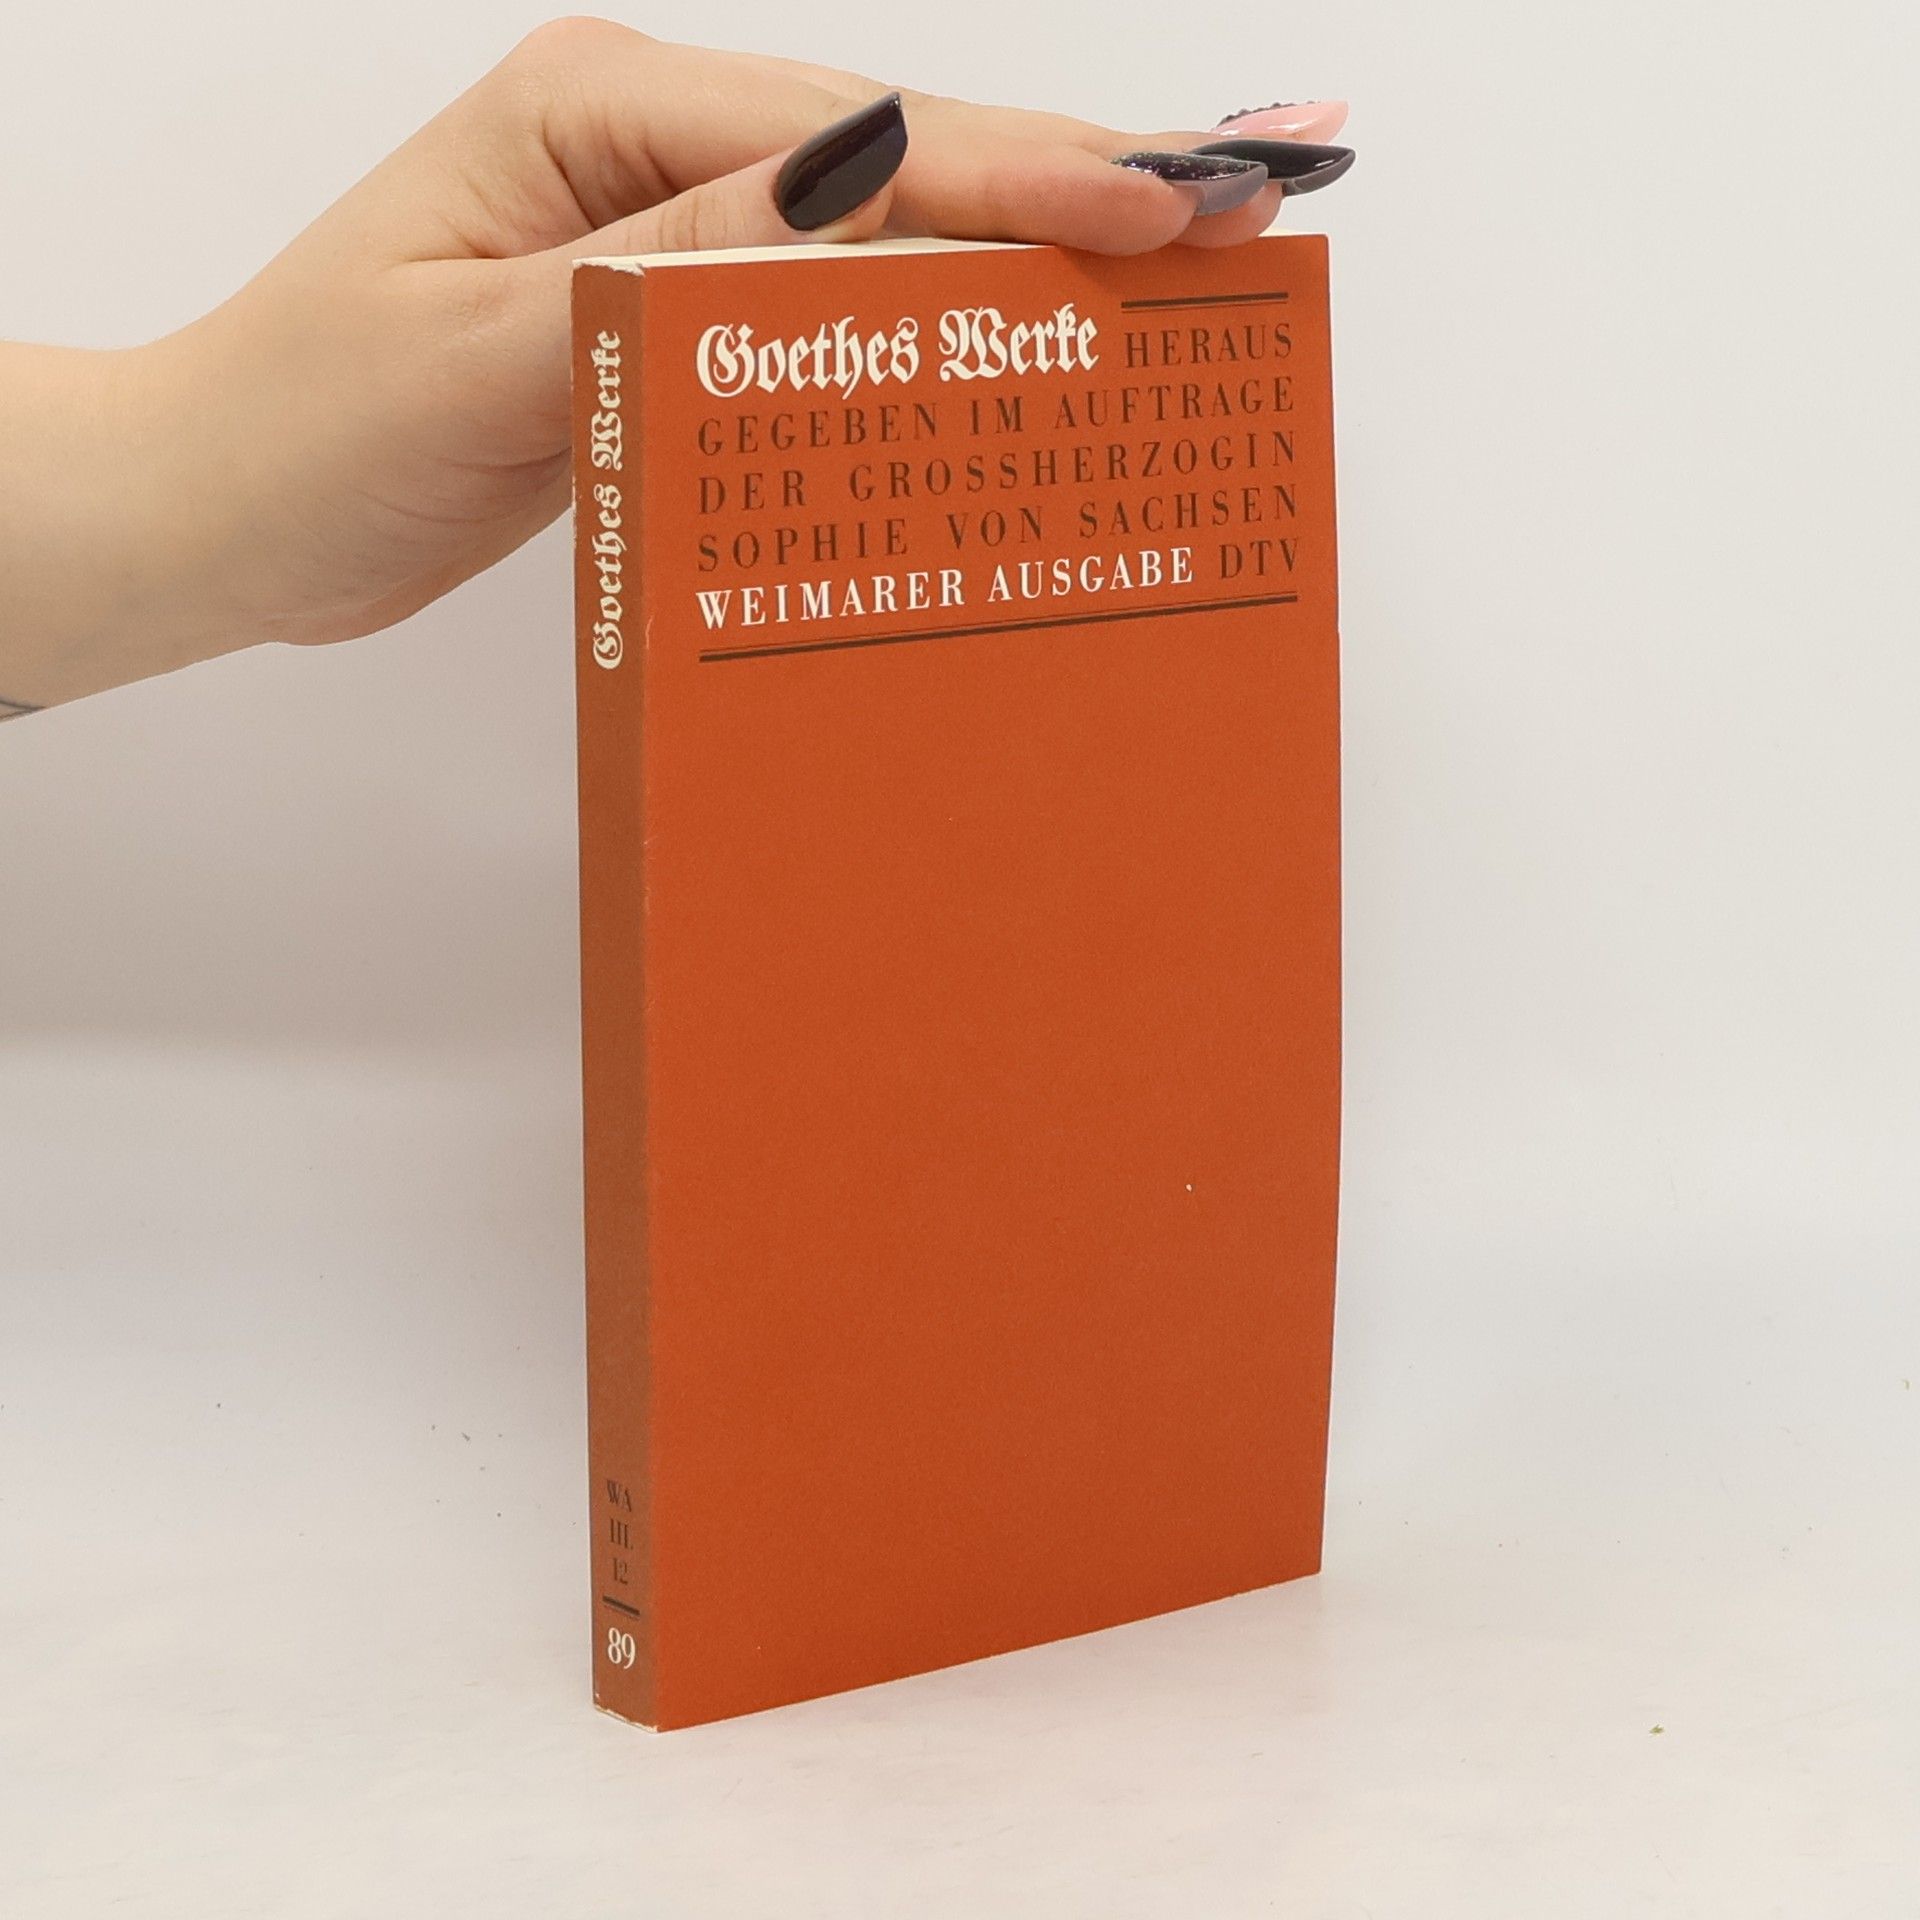 Goethes Werke HERAUS
GEGEBEN IM AUFTRAGE
DER GROSSHERZOGIN
SOPHIE VON SACHSEN
WEIMARER AUSGABE DTV
Goethes Werke
WA
III.
12
89